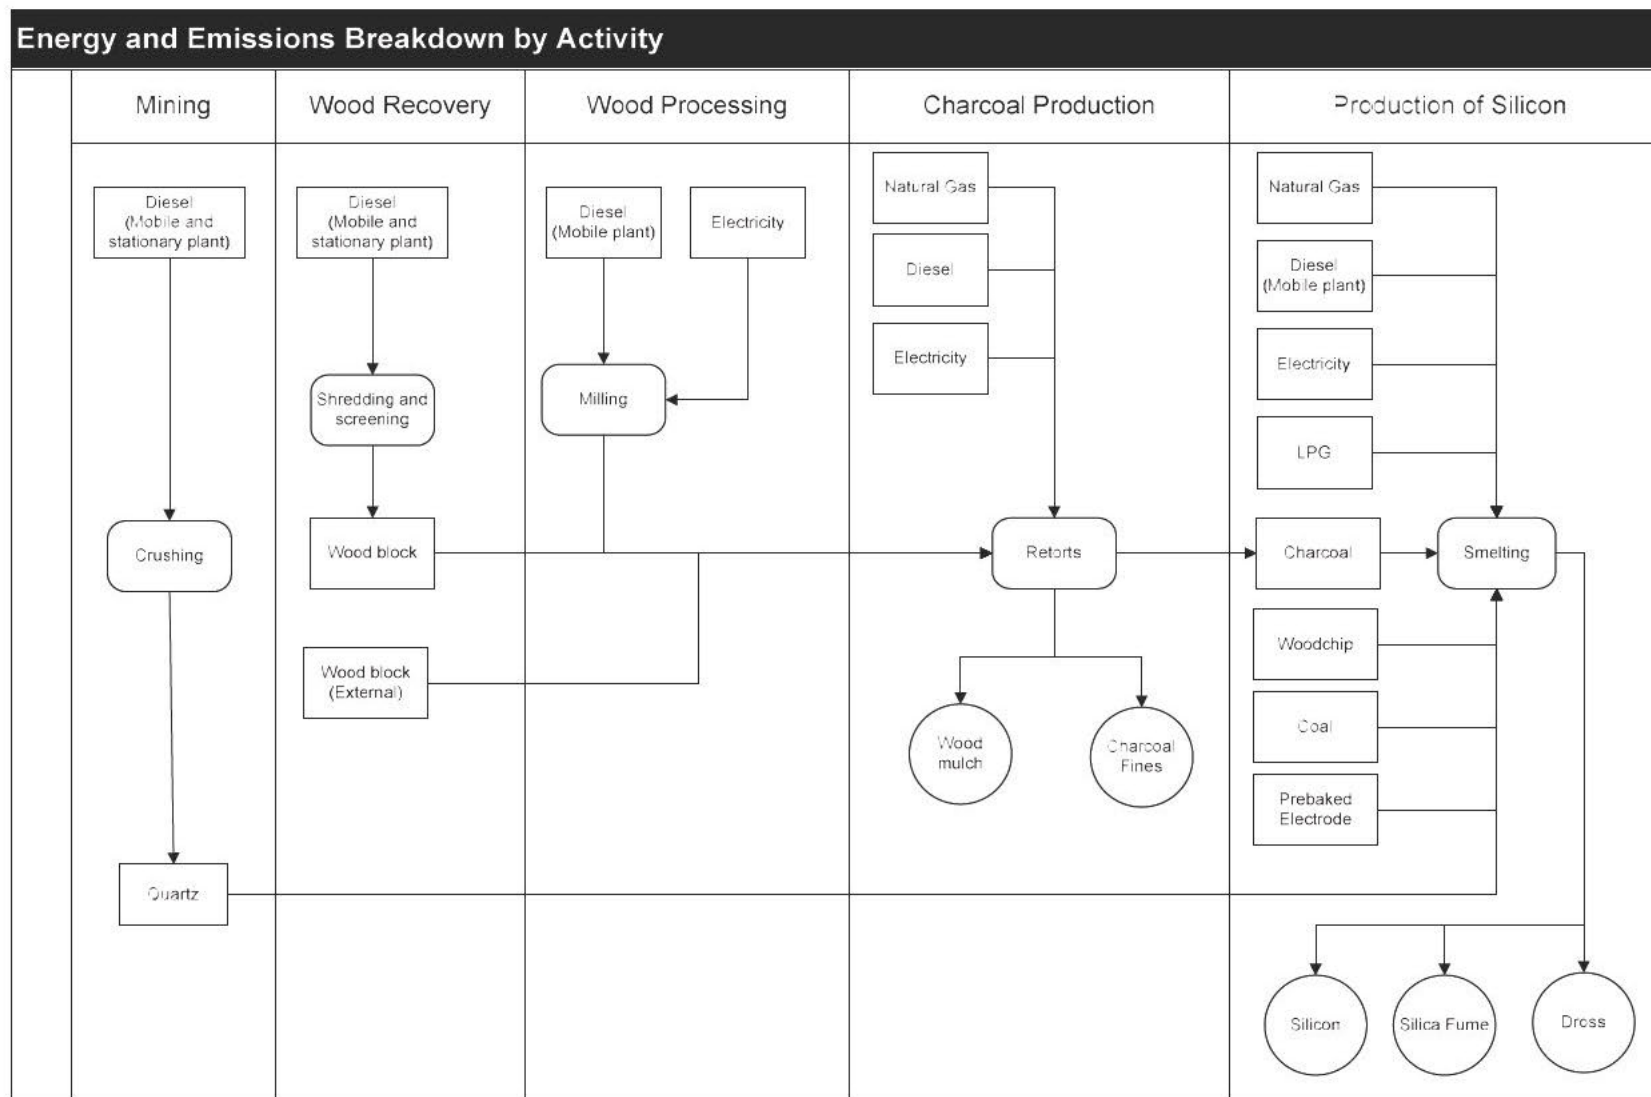 Energy and Emissions Breakdown by Activity
Mining
Wood Recovery
Wood Processing
Charcoal Production
Production of Silicon
Diesel
(Mobile and
stationary plant)
Crushing
Quartz
Diesel
(Mobile and
stationary plant)
Shredding and
screening
Wood block
Wood block
(External)
Diesel
(Mobile plant)
Electricity
Milling
Natural Gas
Diesel
Electricity
Retorts
Wood
mulch
Charcoal
Fines
Natural Gas
Diesel
(Mobile plant)
Electricity
LPG
Charcoal
Smelting
Woodchip
Coal
Prebaked
Electrode
Silicon
Silica Fume
Dross